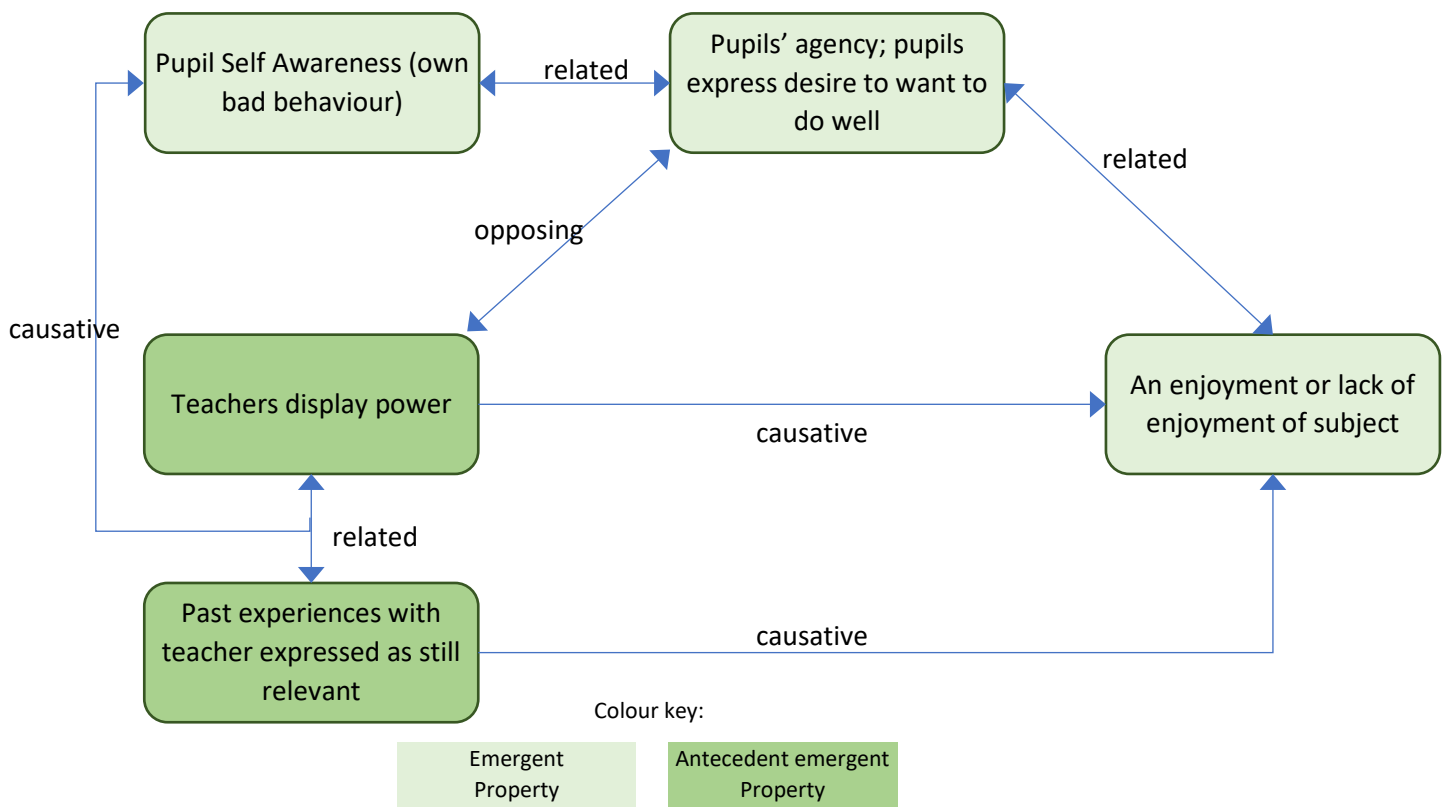 Pupil Self Awareness (own
bad behaviour)
related
Pupils’ agency; pupils
express desire to want to
do well
related
opposing
causative
Teachers display power
causative
An enjoyment or lack of
enjoyment of subject
related
Past experiences with
teacher expressed as still
relevant
causative
Colour key:
Emergent
Property
Antecedent emergent
Property